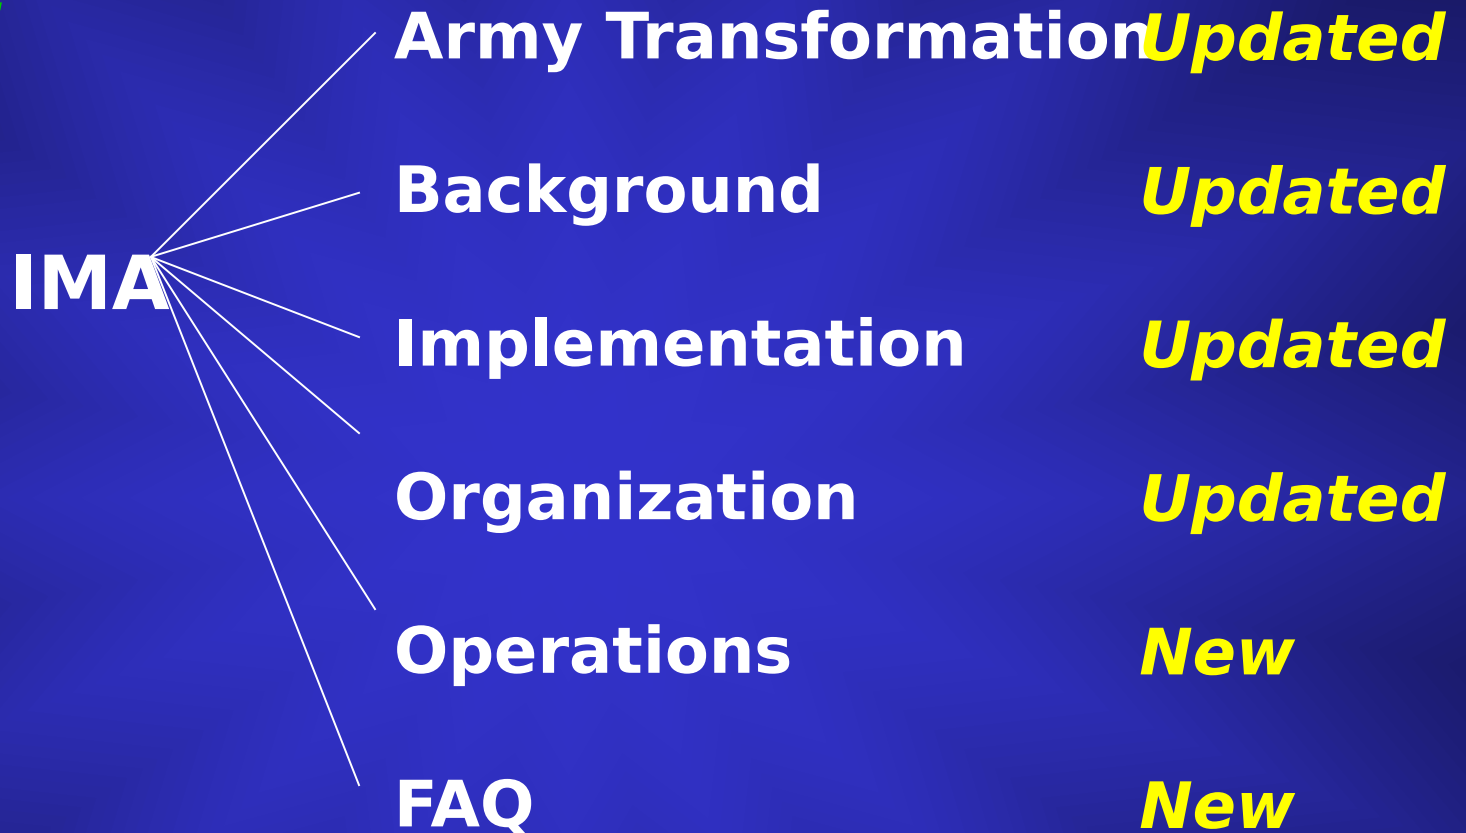 Army Transformation Updated
Background Updated
IMA
Implementation Updated
Organization Updated
Operations New
FAQ New